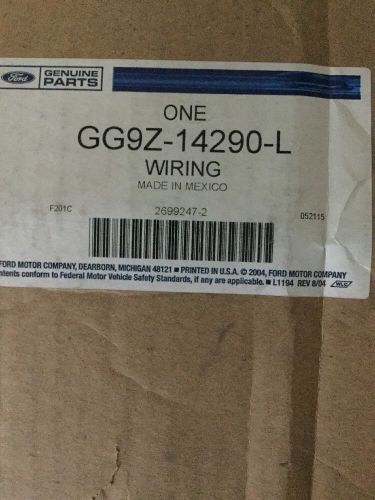 Ford GENUINE PARTS
ONE
GG9Z-14290-L
WIRING
MADE IN MEXICO
F201C 2699247-2 052115
FORD MOTOR COMPANY, DEARBORN, MICHIGAN 48121 ■ PRINTED IN U.S.A. © 2004, FORD MOTOR COMPANY
ntents conform to Federal Motor Vehicle Safety Standards, if any are applicable. ■ L1194 REV 8/04